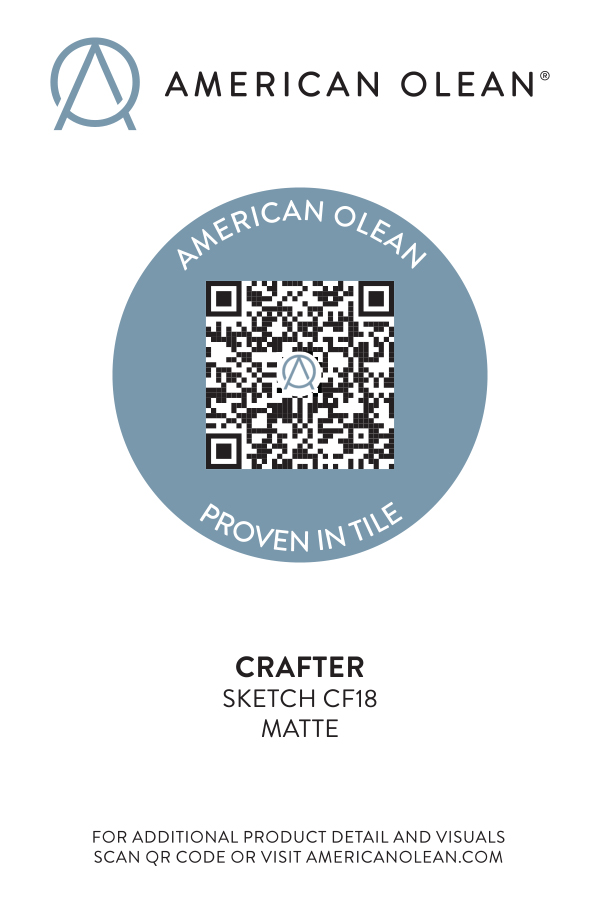 AMERICAN OLEAN®
AMERICAN OLEAN
PROVEN IN TILE
CRAFTER
SKETCH CF18
MATTE
FOR ADDITIONAL PRODUCT DETAIL AND VISUALS
SCAN QR CODE OR VISIT AMERICANOLEAN.COM